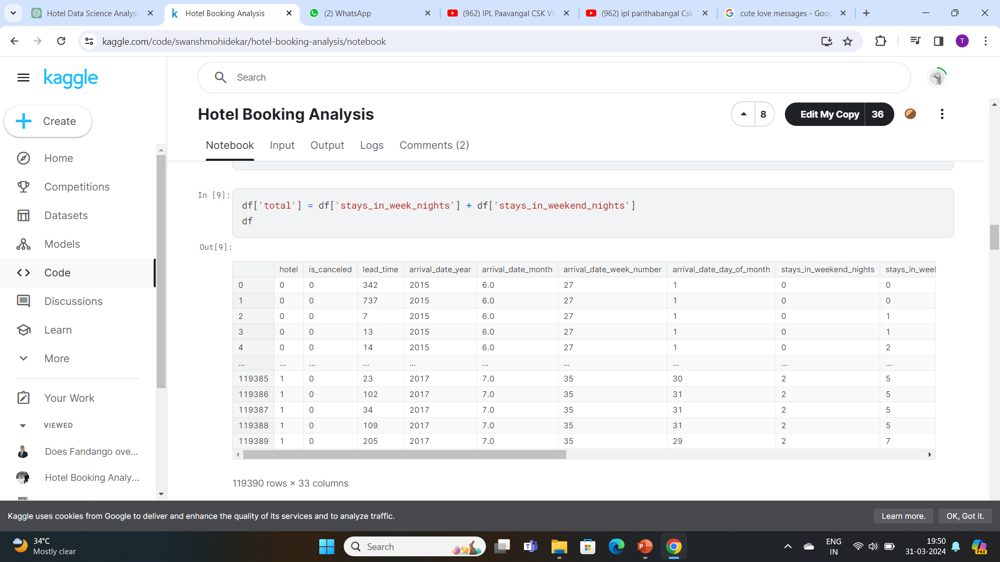 Hotel Data Science Analysis
Hotel Booking Analysis
(2) WhatsApp
(962) IPL Paavangal CSK VS
(962) ipl parithabangal Csk
cute love messages - Goog
kaggle.com/code/swanshmohidekar/hotel-booking-analysis/notebook
T
kaggle
Search
Create
Hotel Booking Analysis
8
Edit My Copy 36
Notebook Input Output Logs Comments (2)
Home
Competitions
Datasets
Models
Code
Discussions
Learn
More
Your Work
VIEWED
Does Fandango ove...
Hotel Booking Analy...
In [9]:
df['total'] = df['stays_in_week_nights'] + df['stays_in_weekend_nights']
df
Out[9]:
hotel is_canceled lead_time arrival_date_year arrival_date_month arrival_date_week_number arrival_date_day_of_month stays_in_weekend_nights stays_in_weel
0 0 0 342 2015 6.0 27 1 0 0
1 0 0 737 2015 6.0 27 1 0 0
2 0 0 7 2015 6.0 27 1 0 1
3 0 0 13 2015 6.0 27 1 0 1
4 0 0 14 2015 6.0 27 1 0 2
... ... ... ... ... ... ... ... ... ...
119385 1 0 23 2017 7.0 35 30 2 5
119386 1 0 102 2017 7.0 35 31 2 5
119387 1 0 34 2017 7.0 35 31 2 5
119388 1 0 109 2017 7.0 35 31 2 5
119389 1 0 205 2017 7.0 35 29 2 7
119390 rows × 33 columns
Kaggle uses cookies from Google to deliver and enhance the quality of its services and to analyze traffic.
Learn more.
OK, Got it.
34°C
Mostly clear
Search
ENG
IN
19:50
31-03-2024
PRE